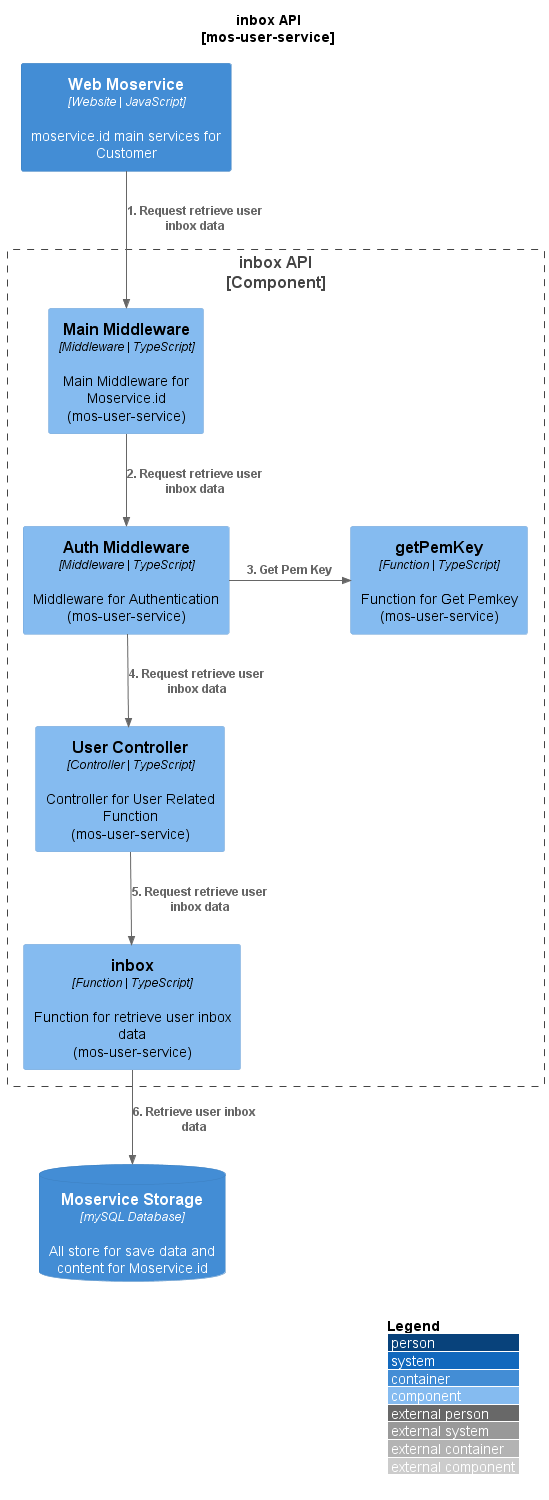 inbox API
[mos-user-service]
Web Moservice
[Website | JavaScript]
moservice.id main services for
Customer
1. Request retrieve user
inbox data
inbox API
[Component]
Main Middleware
[Middleware | TypeScript]
Main Middleware for
Moservice.id
(mos-user-service)
2. Request retrieve user
inbox data
Auth Middleware
[Middleware | TypeScript]
Middleware for Authentication
(mos-user-service)
3. Get Pem Key
getPemKey
[Function | TypeScript]
Function for Get Pemkey
(mos-user-service)
4. Request retrieve user
inbox data
User Controller
[Controller | TypeScript]
Controller for User Related
Function
(mos-user-service)
5. Request retrieve user
inbox data
inbox
[Function | TypeScript]
Function for retrieve user inbox
data
(mos-user-service)
6. Retrieve user inbox
data
Moservice Storage
[mySQL Database]
All store for save data and
content for Moservice.id
Legend
person
system
container
component
external person
external system
external container
external component